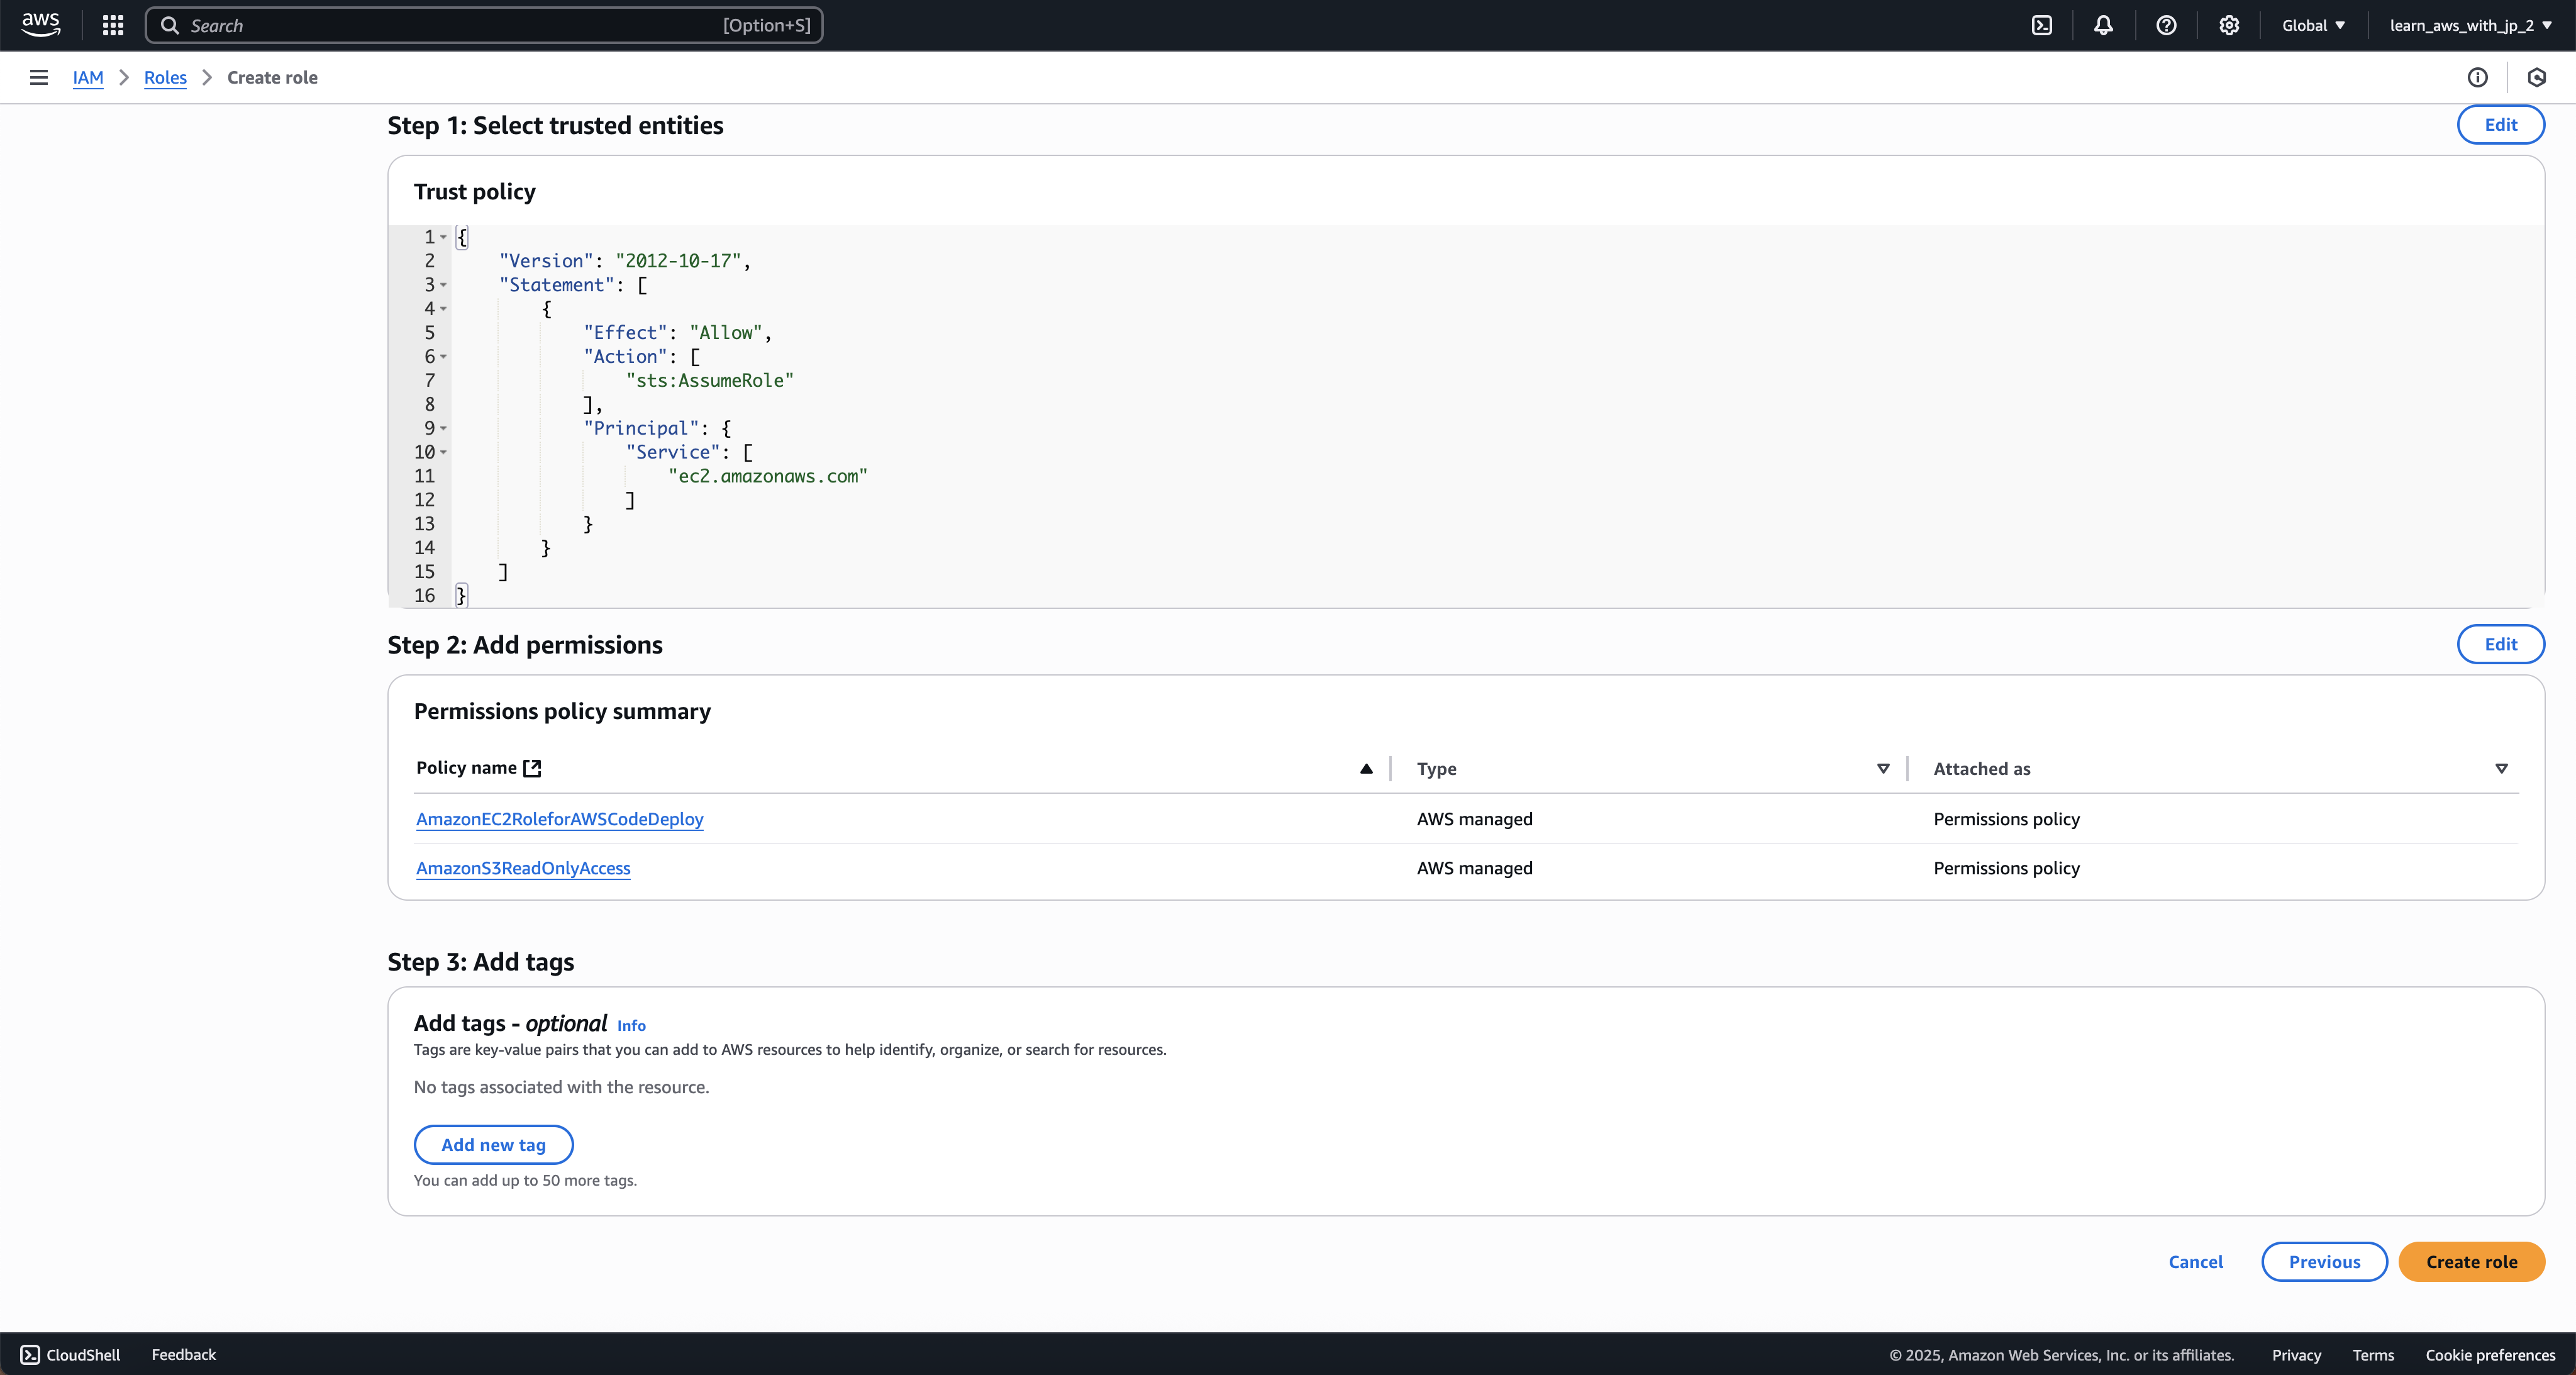 aws
Search [Option+S]
Global ▼ learn_aws_with_jp_2 ▼
IAM > Roles > Create role
Step 1: Select trusted entities
Edit
Trust policy
1 {
2     "Version": "2012-10-17",
3     "Statement": [
4         {
5             "Effect": "Allow",
6             "Action": [
7                 "sts:AssumeRole"
8             ],
9             "Principal": {
10                 "Service": [
11                     "ec2.amazonaws.com"
12                 ]
13             }
14         }
15     ]
16 }
Step 2: Add permissions
Edit
Permissions policy summary
Policy name Type Attached as
AmazonEC2RoleforAWSCodeDeploy AWS managed Permissions policy
AmazonS3ReadOnlyAccess AWS managed Permissions policy
Step 3: Add tags
Add tags - optional Info
Tags are key-value pairs that you can add to AWS resources to help identify, organize, or search for resources.
No tags associated with the resource.
Add new tag
You can add up to 50 more tags.
Cancel Previous Create role
CloudShell Feedback © 2025, Amazon Web Services, Inc. or its affiliates. Privacy Terms Cookie preferences